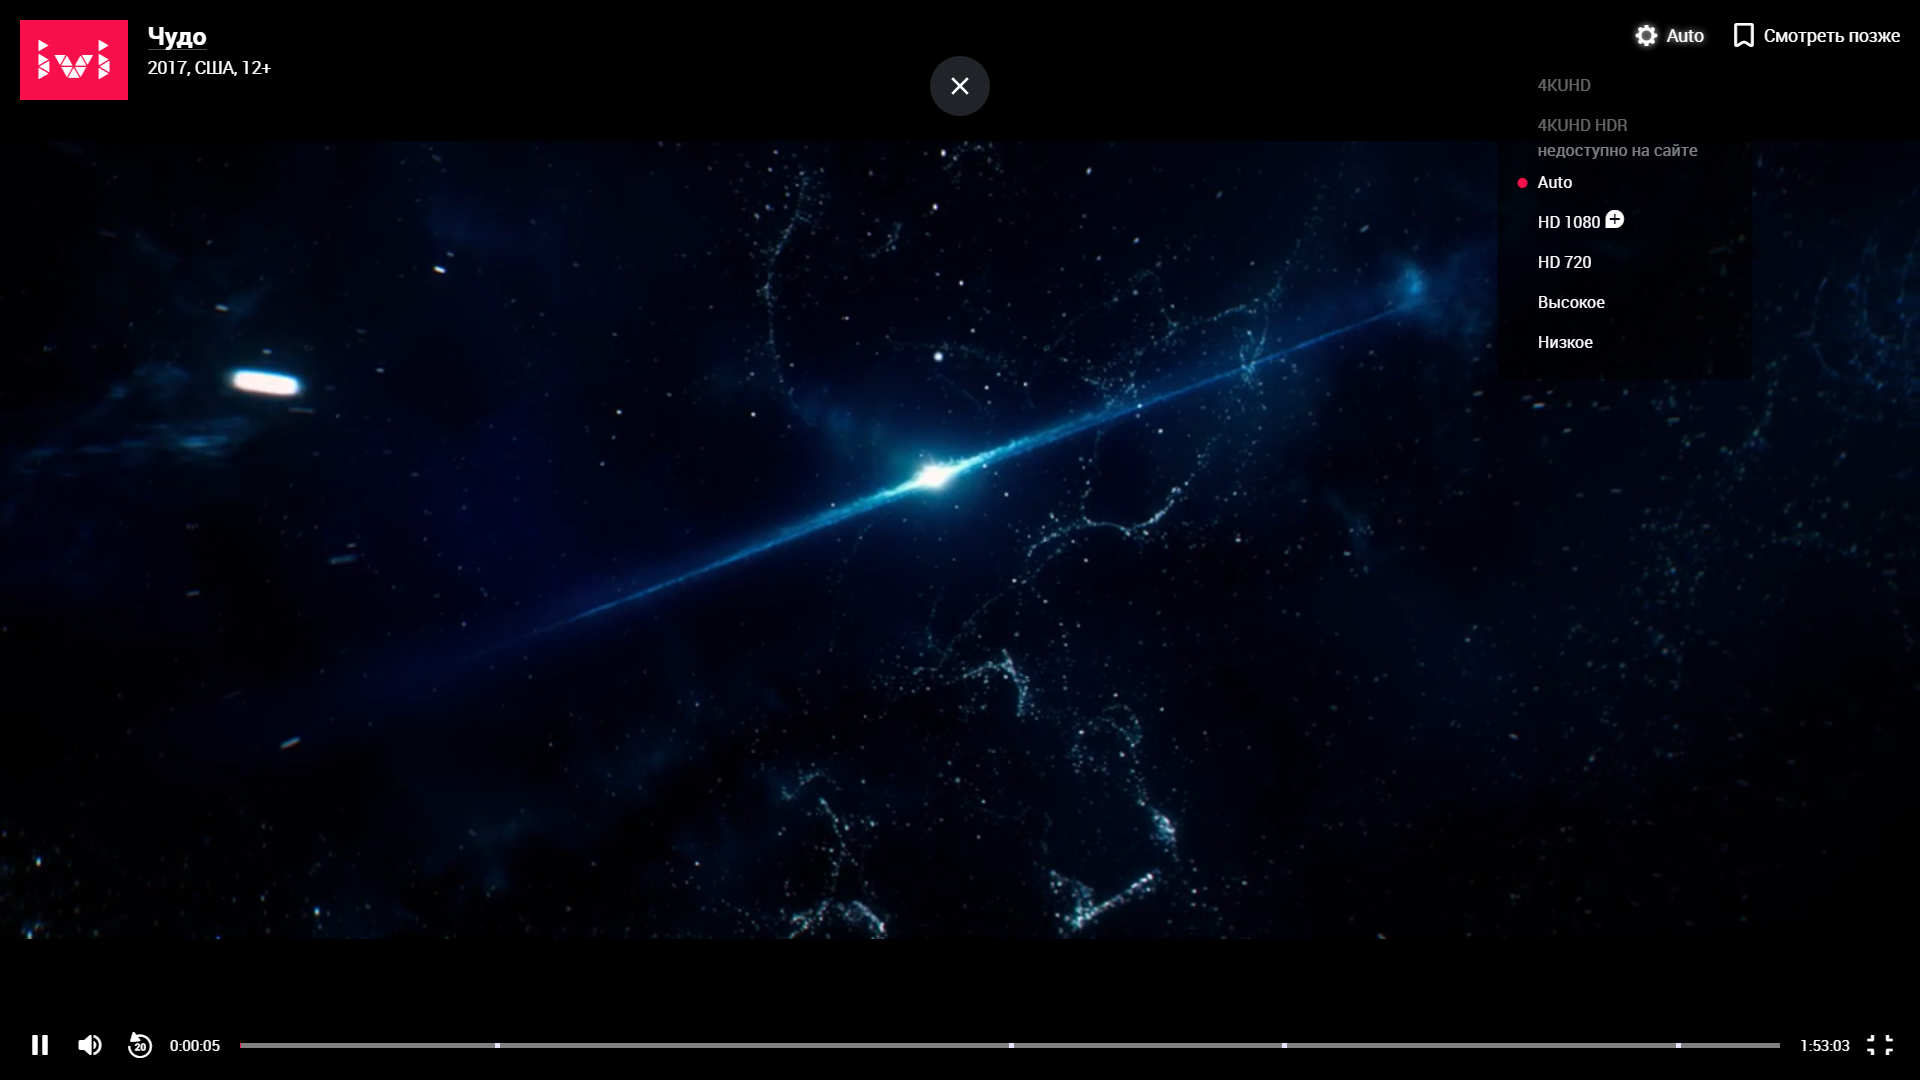 ivi
Чудо
2017, США, 12+
Auto
Смотреть позже
4KUHD
4KUHD HDR
недоступно на сайте
Auto
HD 1080
HD 720
Высокое
Низкое
20
0:00:05
1:53:03